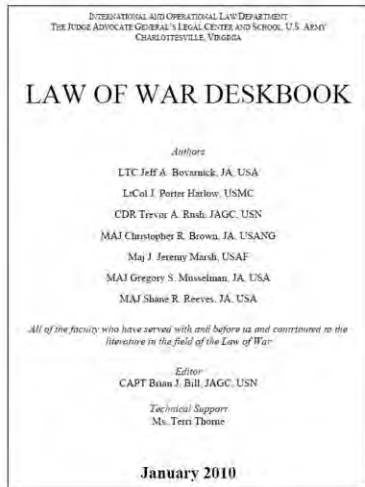 INTERNATIONAL AND OPERATIONAL LAW DEPARTMENT
THE JUDGE ADVOCATE GENERAL'S LEGAL CENTER AND SCHOOL, U.S. ARMY
CHARLOTTESVILLE, VIRGINIA
LAW OF WAR DESKBOOK
Authors
LTC Jeff A. Bovarnick, JA, USA
LtCol J. Porter Harlow, USMC
CDR Trevor A. Rush, JAGC, USN
MAJ Christopher R. Brown, JA, USANG
Maj J. Jeremy Marsh, USAF
MAJ Gregory S. Musselman, JA, USA
MAJ Shane R. Reeves, JA, USA
All of the faculty who have served with and before us and contributed to the
literature in the field of the Law of War
Editor
CAPT Brian J. Bill, JAGC, USN
Technical Support
Ms. Terri Thorne
January 2010